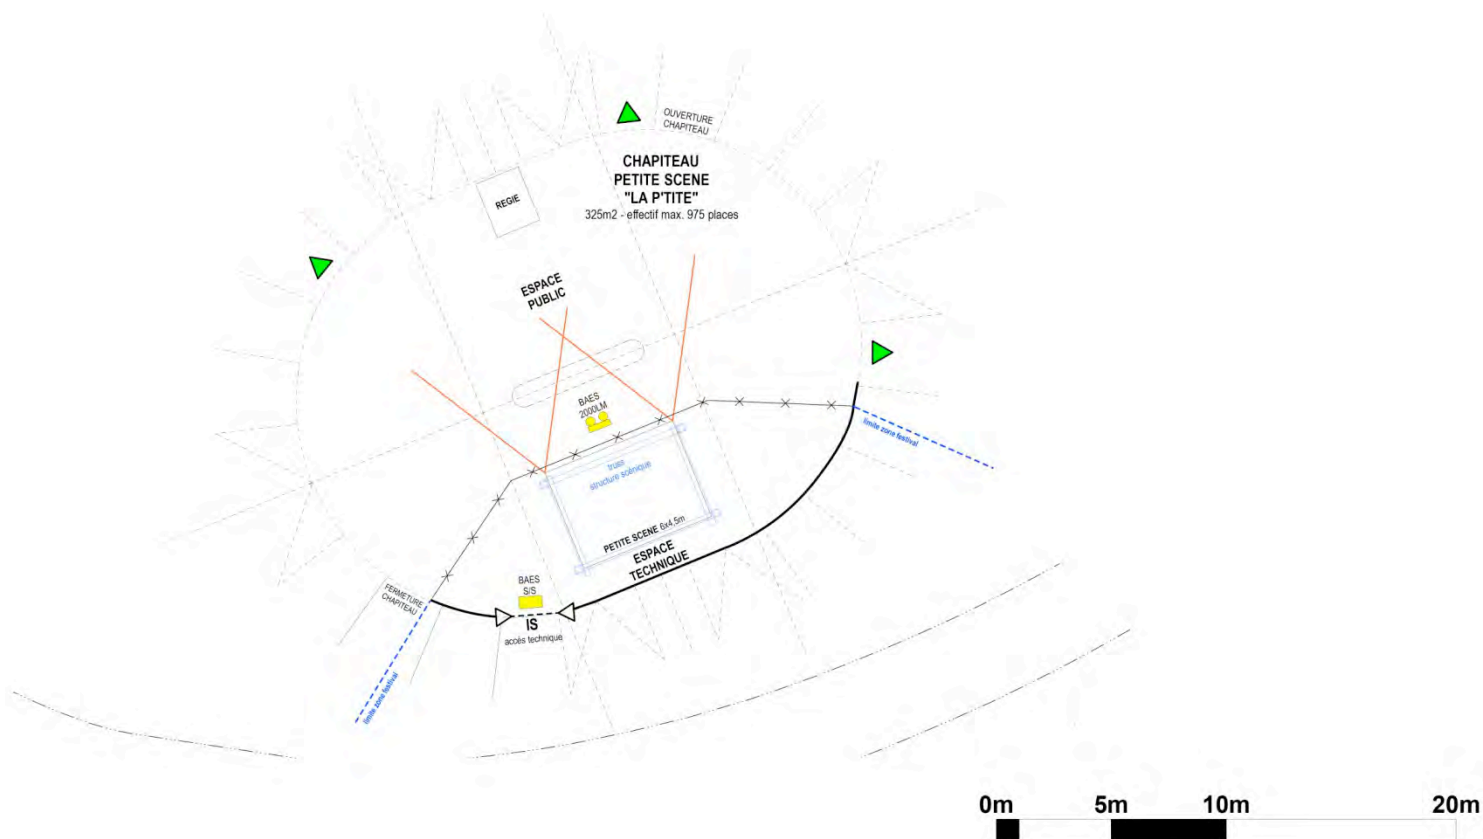 OUVERTURE
CHAPITEAU
CHAPITEAU
PETITE SCENE
"LA P'TITE"
325m2 - effectif max. 975 places
REGIE
ESPACE
PUBLIC
BAES
2000LM
truss
structure scénique
limite zone festival
PETITE SCENE 6x4,5m
ESPACE
TECHNIQUE
BAES
S/S
FERMETURE
CHAPITEAU
IS
accès technique
limite zone festival
0m 5m 10m 20m